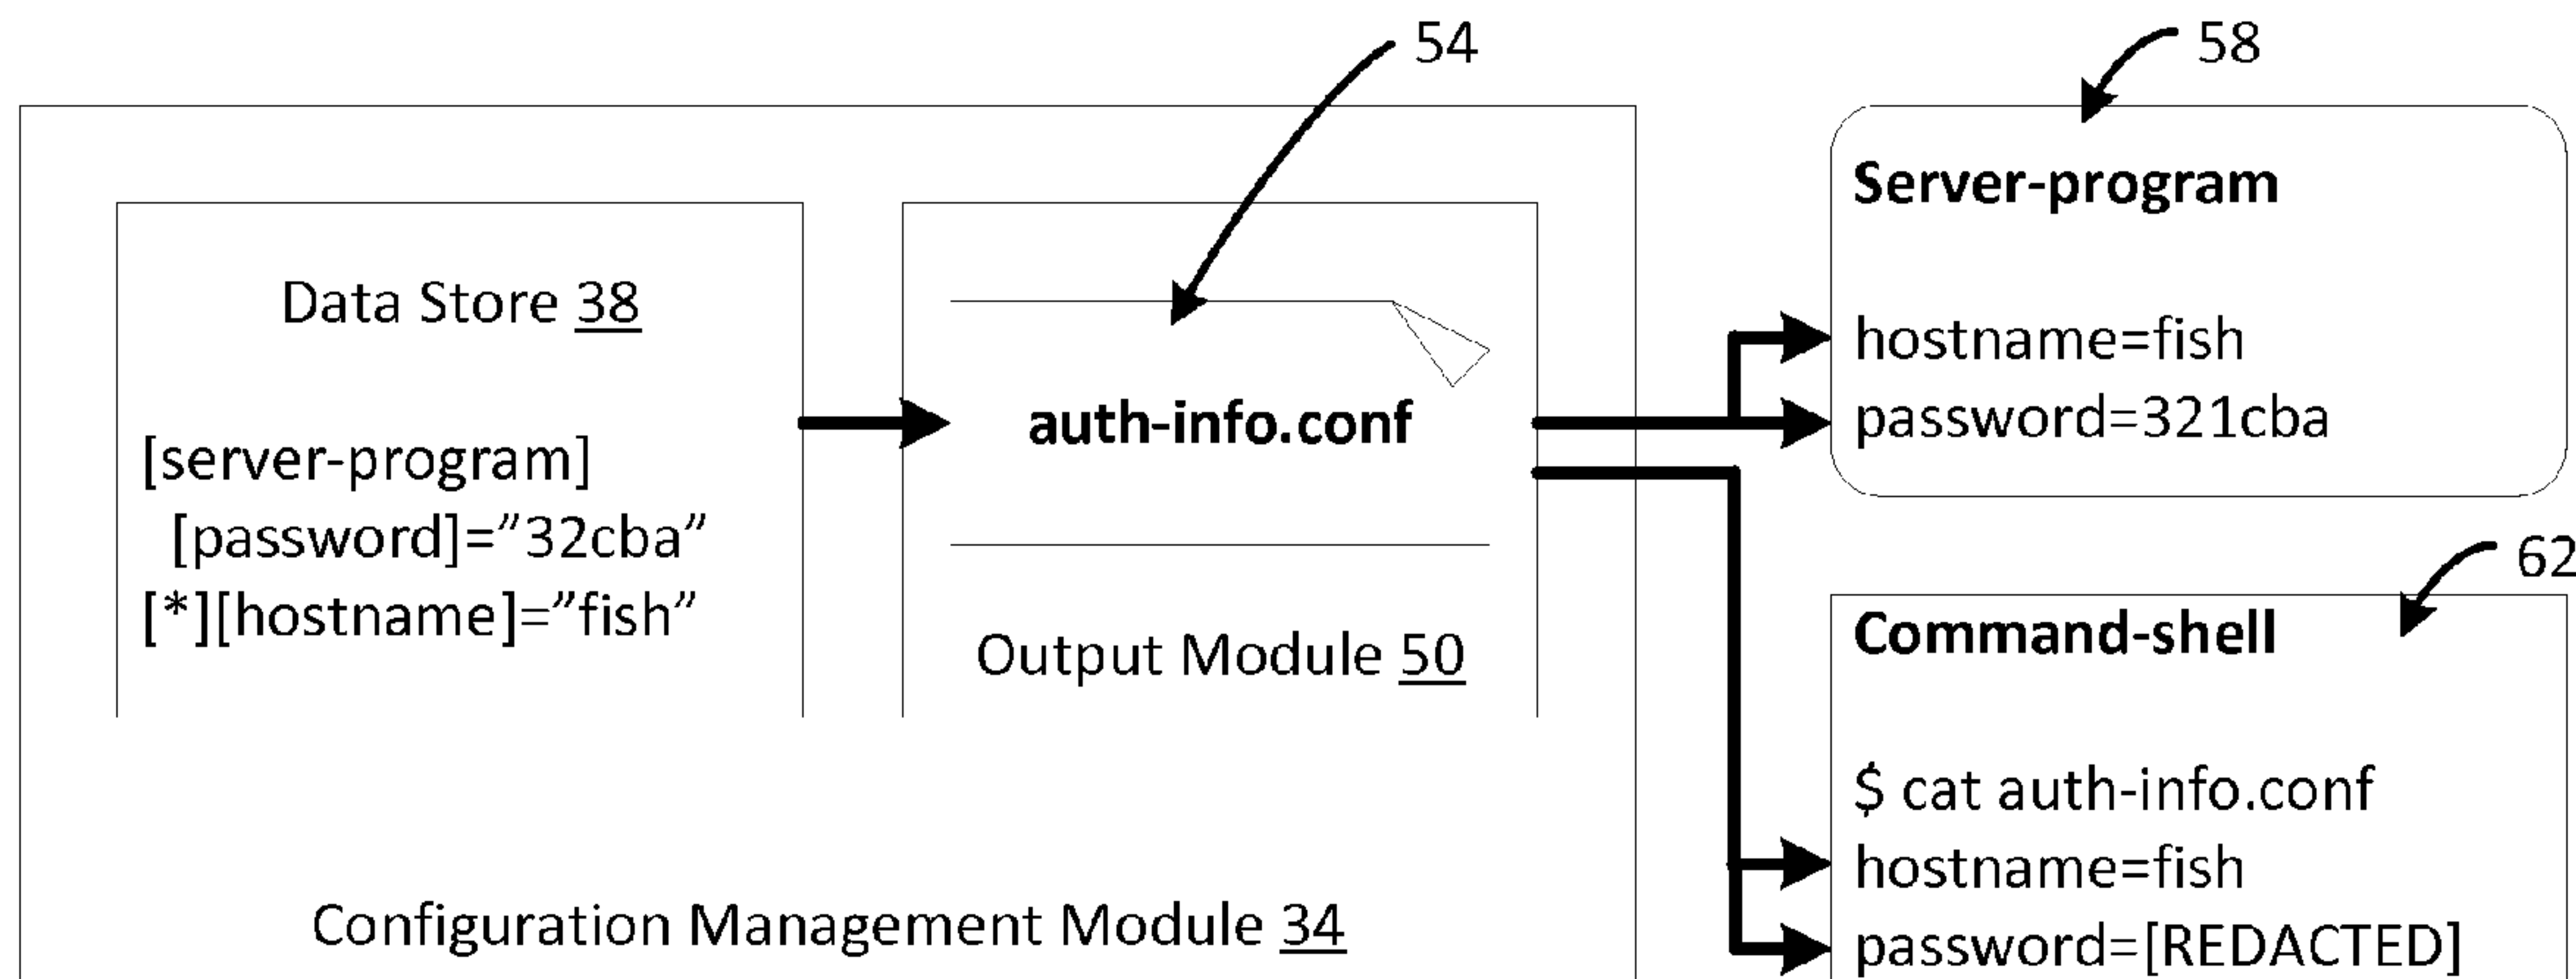 54
58
Server-program
Data Store 38
hostname=fish
auth-info.conf
password=321cba
[server-program]
[password]=”32cba”
62
[*][hostname]=”fish”
Command-shell
Output Module 50
$ cat auth-info.conf
hostname=fish
Configuration Management Module 34
password=[REDACTED]